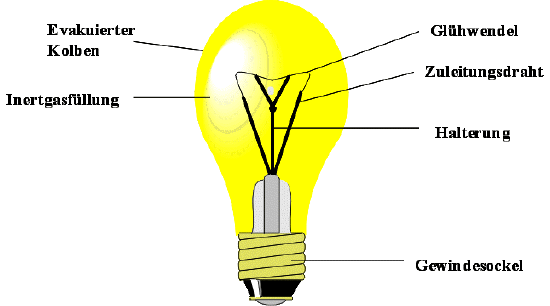 Evakuierter
Kolben
Inertgasfüllung
Glühwendel
Zuleitungsdraht
Halterung
Gewindesockel